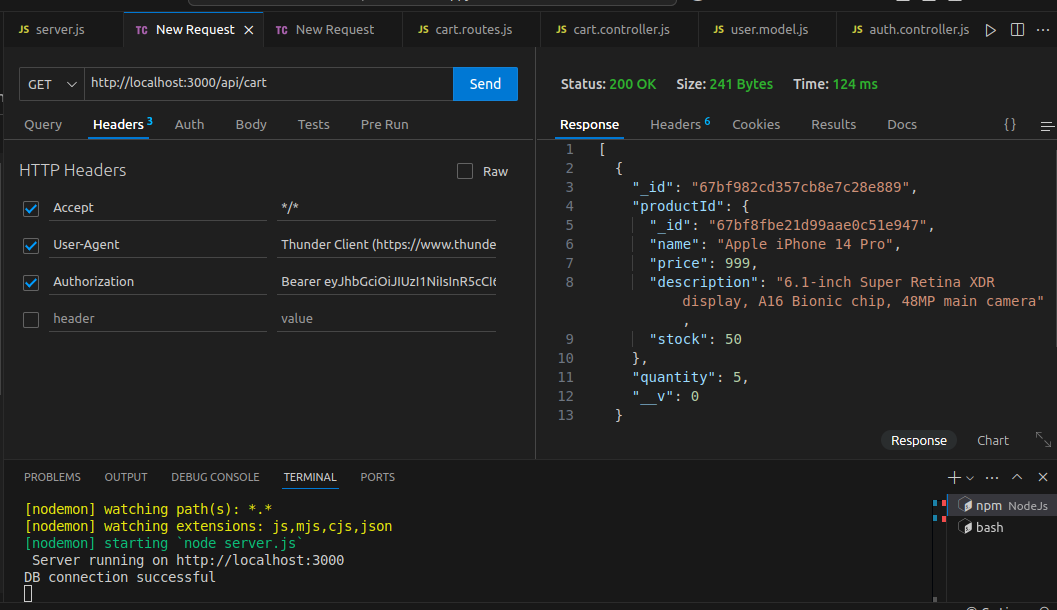 JS server.js
TC New Request ×
TC New Request
JS cart.routes.js
JS cart.controller.js
JS user.model.js
JS auth.controller.js
GET
http://localhost:3000/api/cart
Send
Query
Headers 3
Auth
Body
Tests
Pre Run
HTTP Headers
Raw
Accept
*/*
User-Agent
Thunder Client (https://www.thunde
Authorization
Bearer eyJhbGciOiJIUzI1NiIsInR5cCI6
header
value
Status: 200 OK
Size: 241 Bytes
Time: 124 ms
Response
Headers 6
Cookies
Results
Docs
{}
1 [
2 {
3 "_id": "67bf982cd357cb8e7c28e889",
4 "productId": {
5 "_id": "67bf8fbe21d99aae0c51e947",
6 "name": "Apple iPhone 14 Pro",
7 "price": 999,
8 "description": "6.1-inch Super Retina XDR
display, A16 Bionic chip, 48MP main camera"
,
9 "stock": 50
10 },
11 "quantity": 5,
12 "__v": 0
13 }
Response
Chart
PROBLEMS
OUTPUT
DEBUG CONSOLE
TERMINAL
PORTS
[nodemon] watching path(s): *.*
[nodemon] watching extensions: js,mjs,cjs,json
[nodemon] starting `node server.js`
Server running on http://localhost:3000
DB connection successful
npm NodeJs
bash